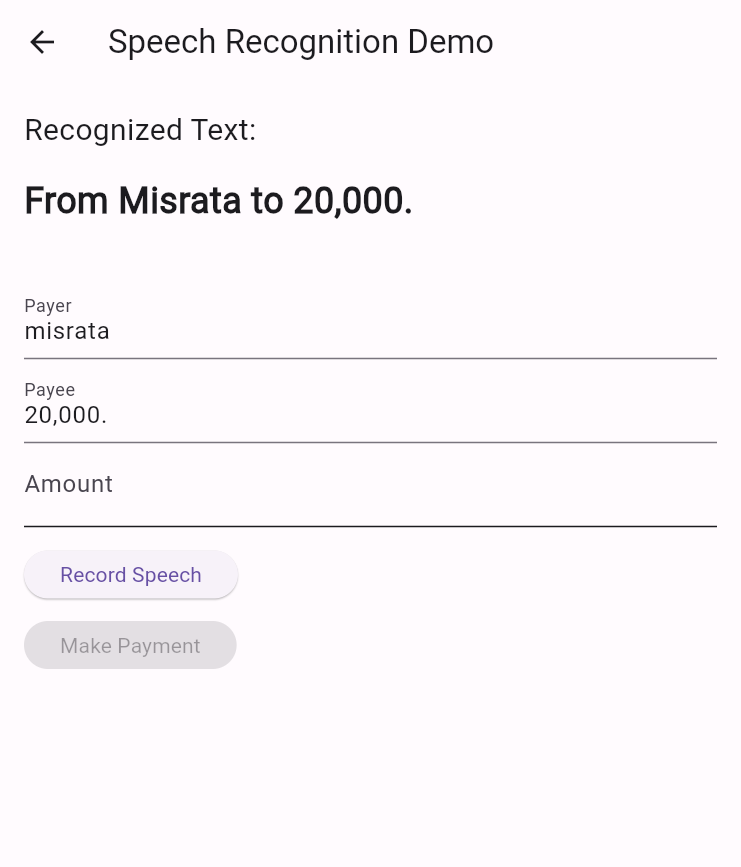 Speech Recognition Demo
Recognized Text:
From Misrata to 20,000.
Payer
misrata
Payee
20,000.
Amount
Record Speech
Make Payment